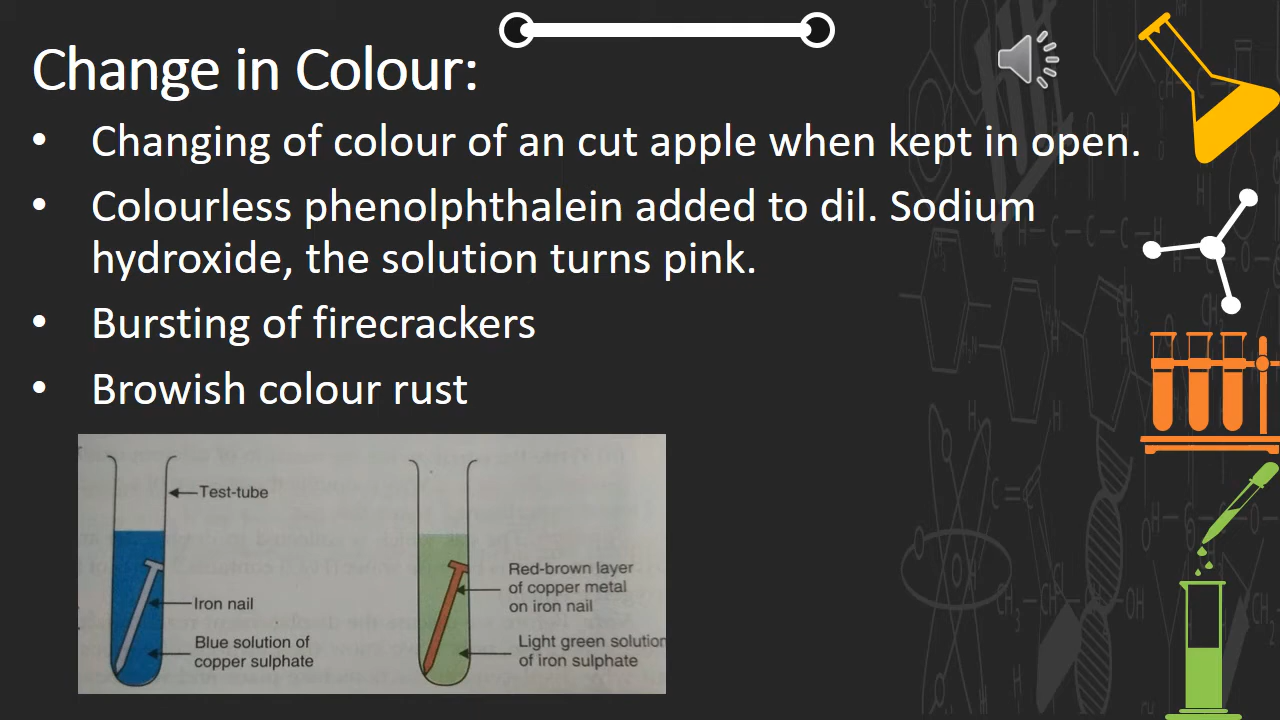 Change in Colour:
• Changing of colour of an cut apple when kept in open.
• Colourless phenolphthalein added to dil. Sodium
hydroxide, the solution turns pink.
• Bursting of firecrackers
• Browish colour rust
Test-tube
Iron nail
Blue solution of
copper sulphate
Red-brown layer
of copper metal
on iron nail
Light green solution
of iron sulphate